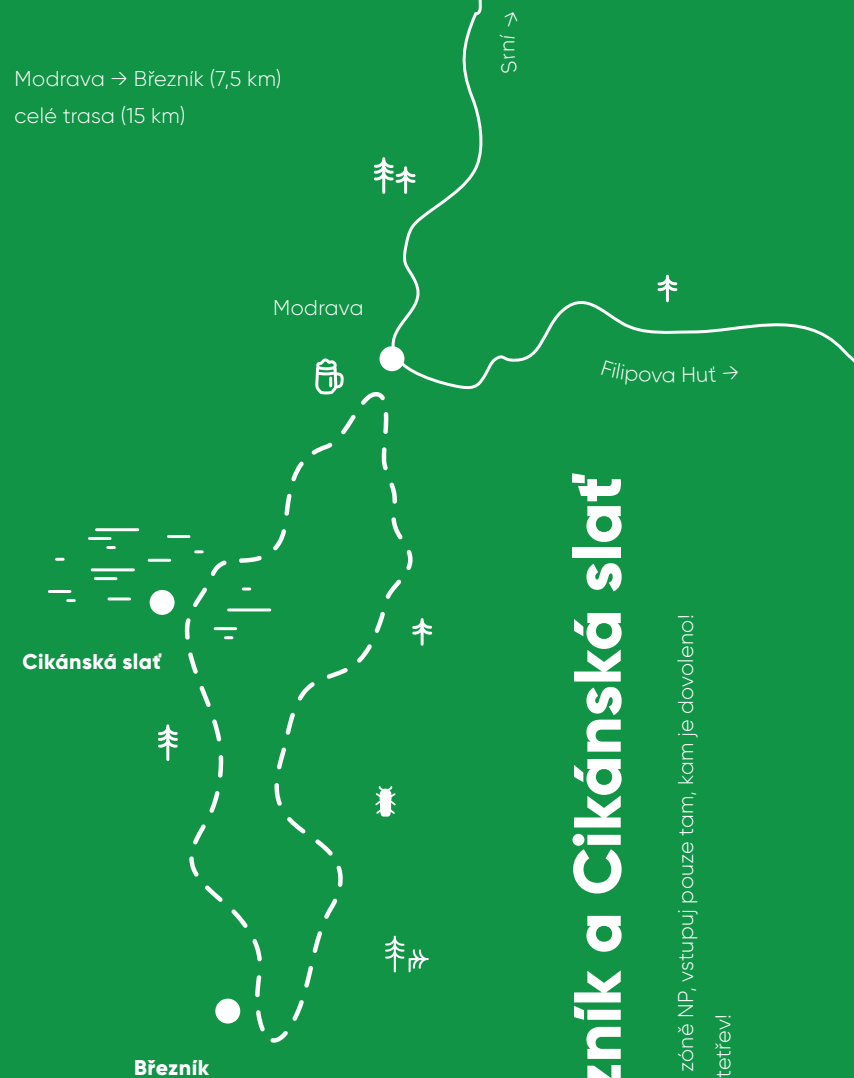 Srní →
Modrava → Březník (7,5 km)
celé trasa (15 km)
Modrava
Filipova Huť →
Cikánská slať
Březník
zník a Cikánská slať
zóně NP, vstupuj pouze tam, kam je dovoleno!
tetřev!